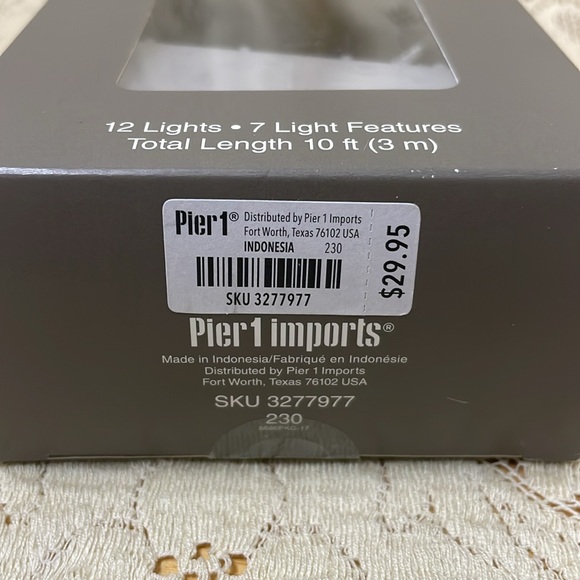 12 Lights • 7 Light Features
Total Length 10 ft (3 m)
Pier1® Distributed by Pier 1 Imports
Fort Worth, Texas 76102 USA
INDONESIA 230
SKU 3277977
$29.95
Pier1 imports®
Made in Indonesia/Fabriqué en Indonésie
Distributed by Pier 1 Imports
Fort Worth, Texas 76102 USA
SKU 3277977
230